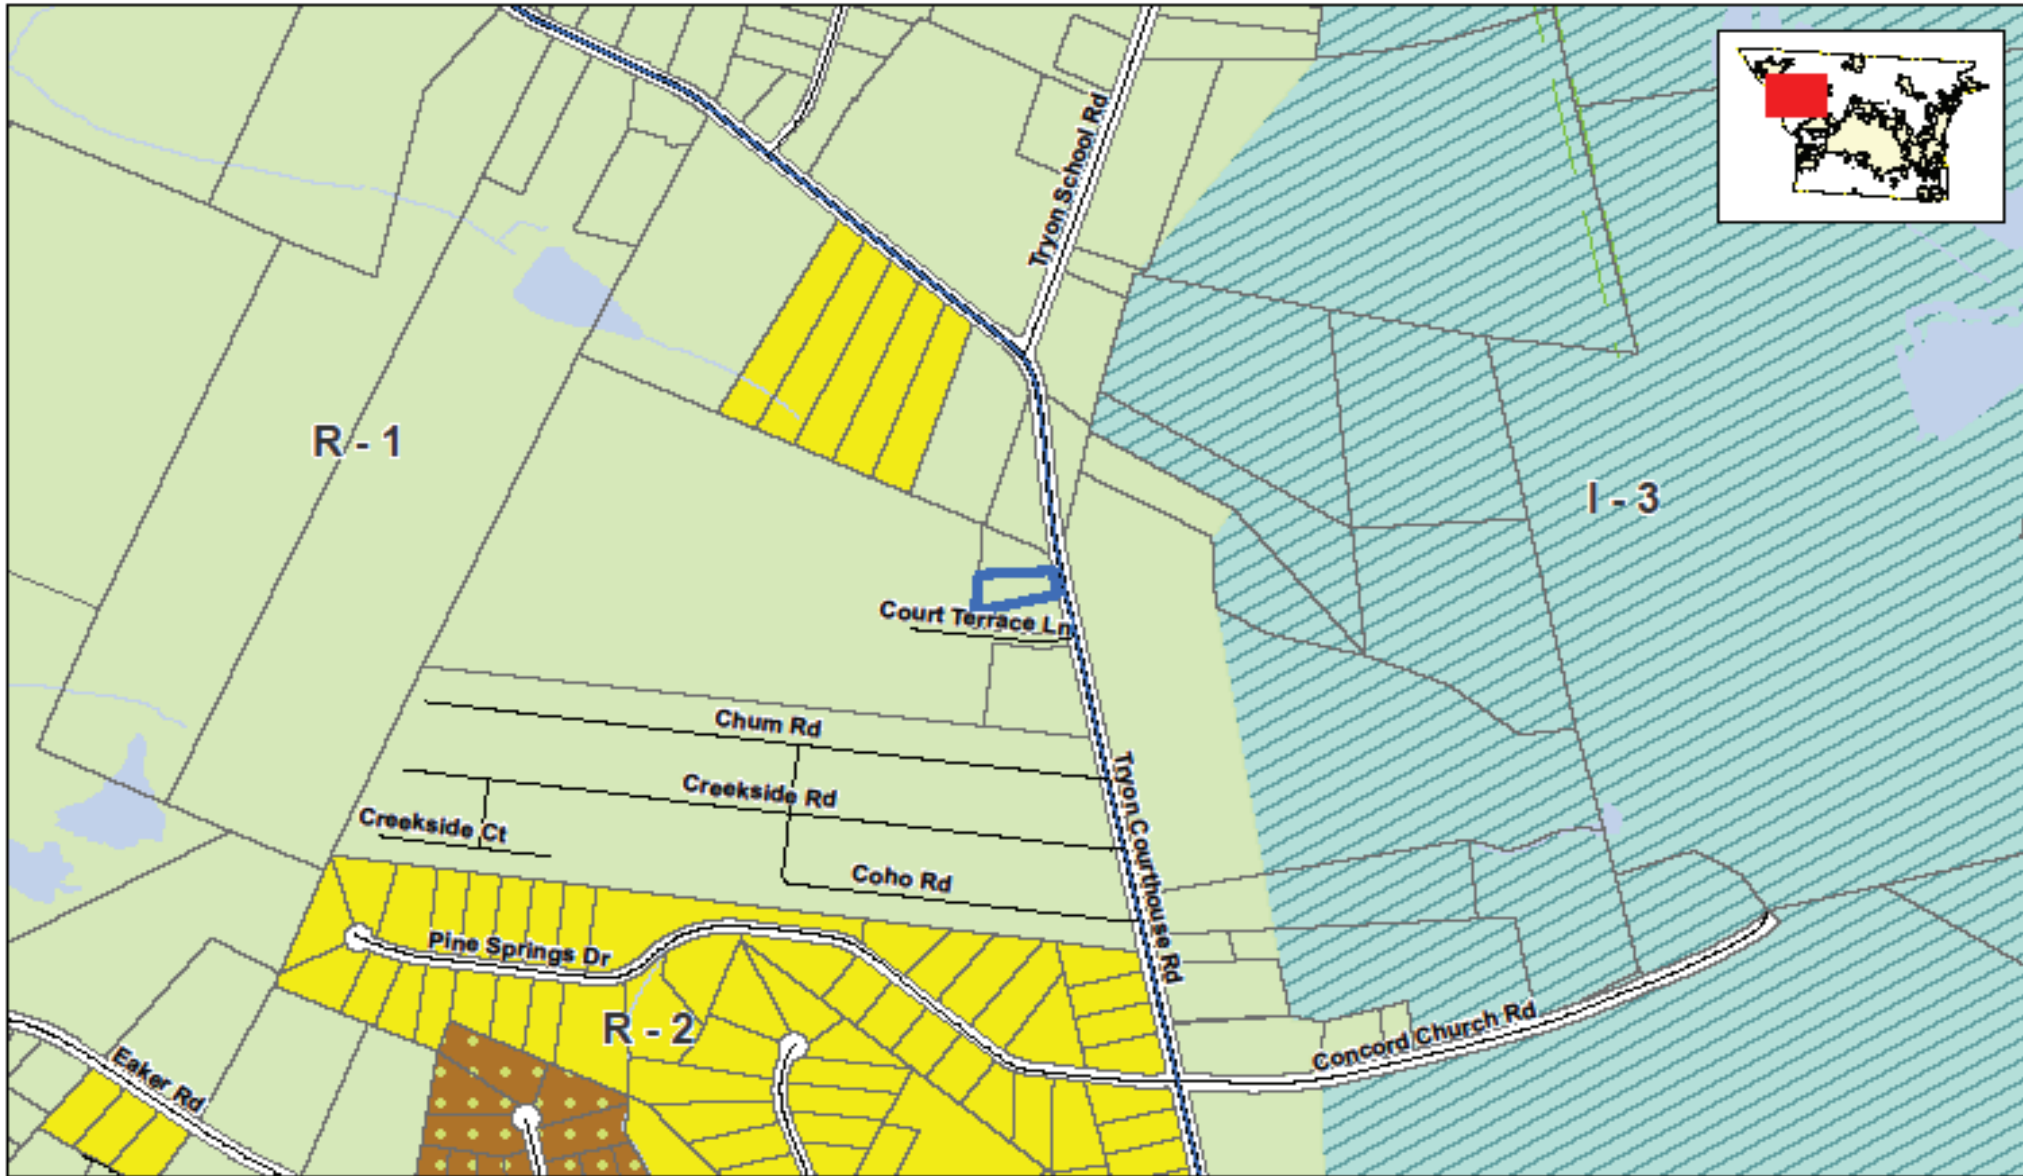 Tryon School Rd
R - 1
I - 3
Court Terrace Ln
Chum Rd
Creekside Rd
Creekside Ct
Coho Rd
Tryon Courthouse Rd
Pine Springs Dr
R - 2
Concord Church Rd
Eaker Rd